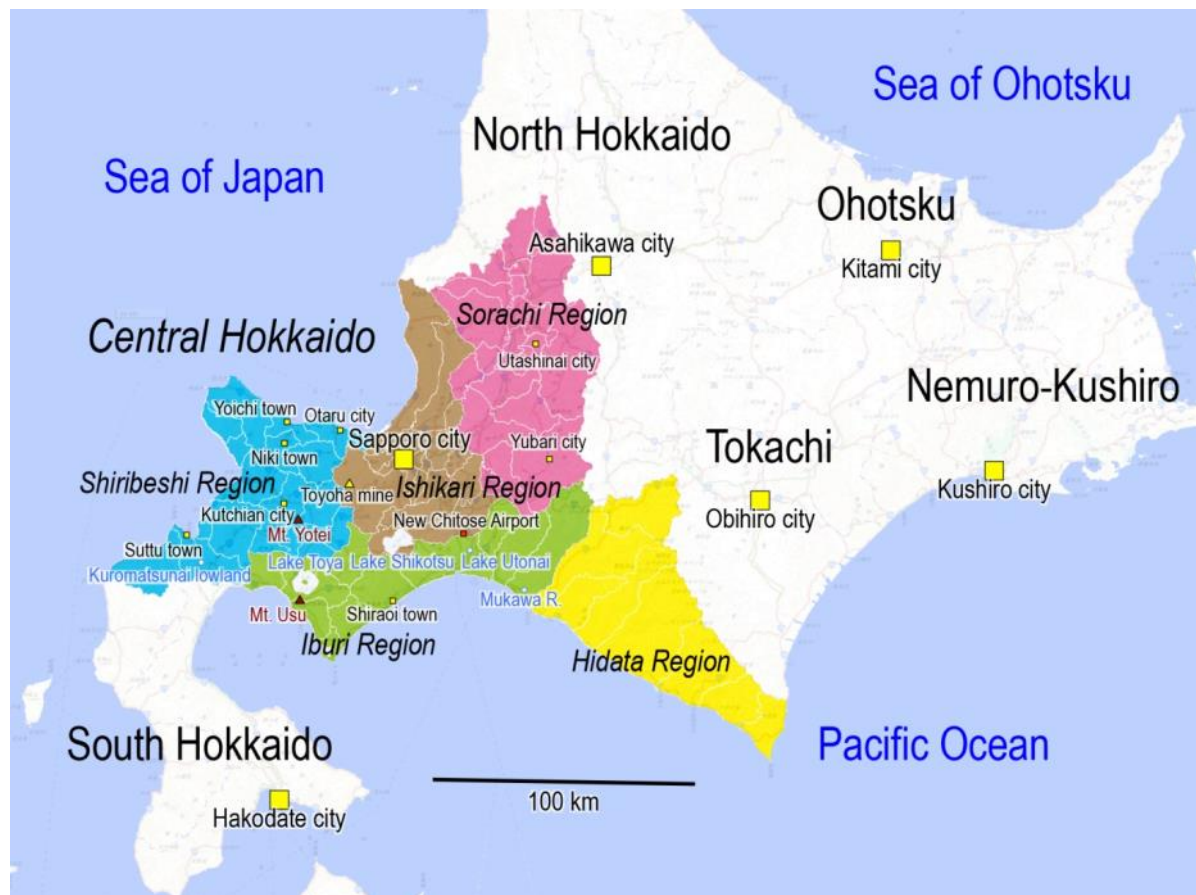 Sea of Ohotsku
North Hokkaido
Sea of Japan
Ohotsku
Asahikawa city
Kitami city
Sorachi Region
Central Hokkaido
Utashinai city
Nemuro-Kushiro
Yoichi town
Otaru city
Sapporo city
Yubari city
Tokachi
Niki town
Shiribeshi Region
Toyoha mine
Ishikari Region
Kushiro city
Kutchian city
New Chitose Airport
Obihiro city
Mt. Yotei
Suttu town
Lake Toya
Lake Shikotsu
Lake Utonai
Kuromatsunai lowland
Mukawa R.
Mt. Usu
Shiraoi town
Iburi Region
Hidata Region
South Hokkaido
Pacific Ocean
100 km
Hakodate city